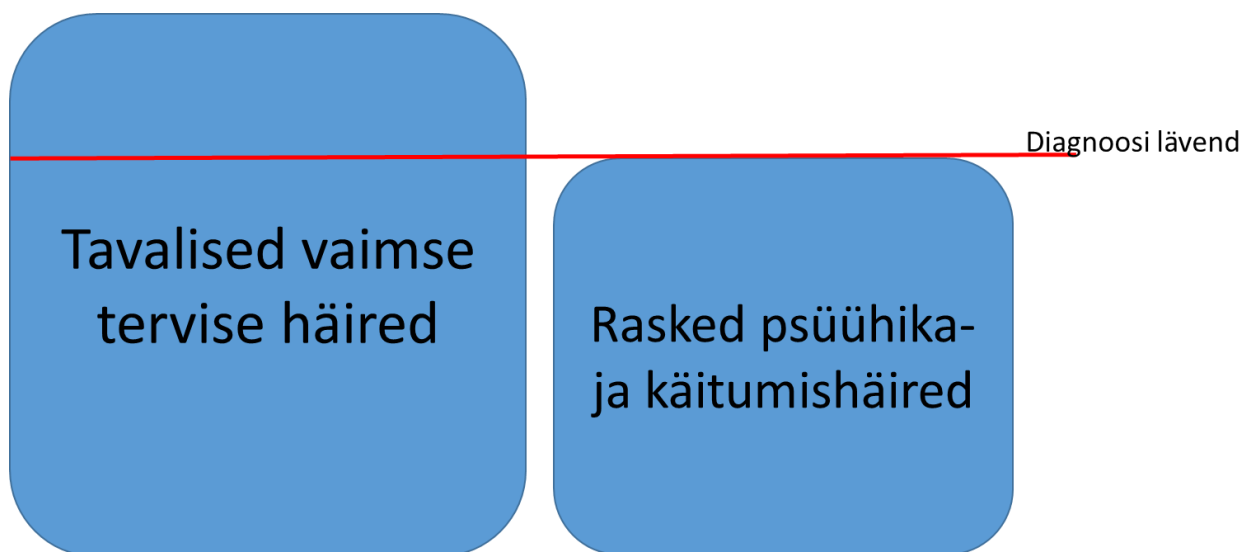 Diagnoosi lävend
Tavalised vaimse
tervise häired
Rasked psüühika-
ja käitumishäired